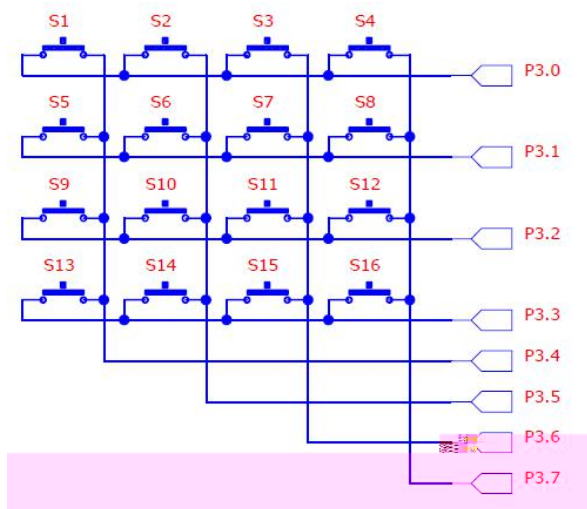 S1 S2 S3 S4
P3.0
S5 S6 S7 S8
P3.1
S9 S10 S11 S12
P3.2
S13 S14 S15 S16
P3.3
P3.4
P3.5
P3.6
P3.7